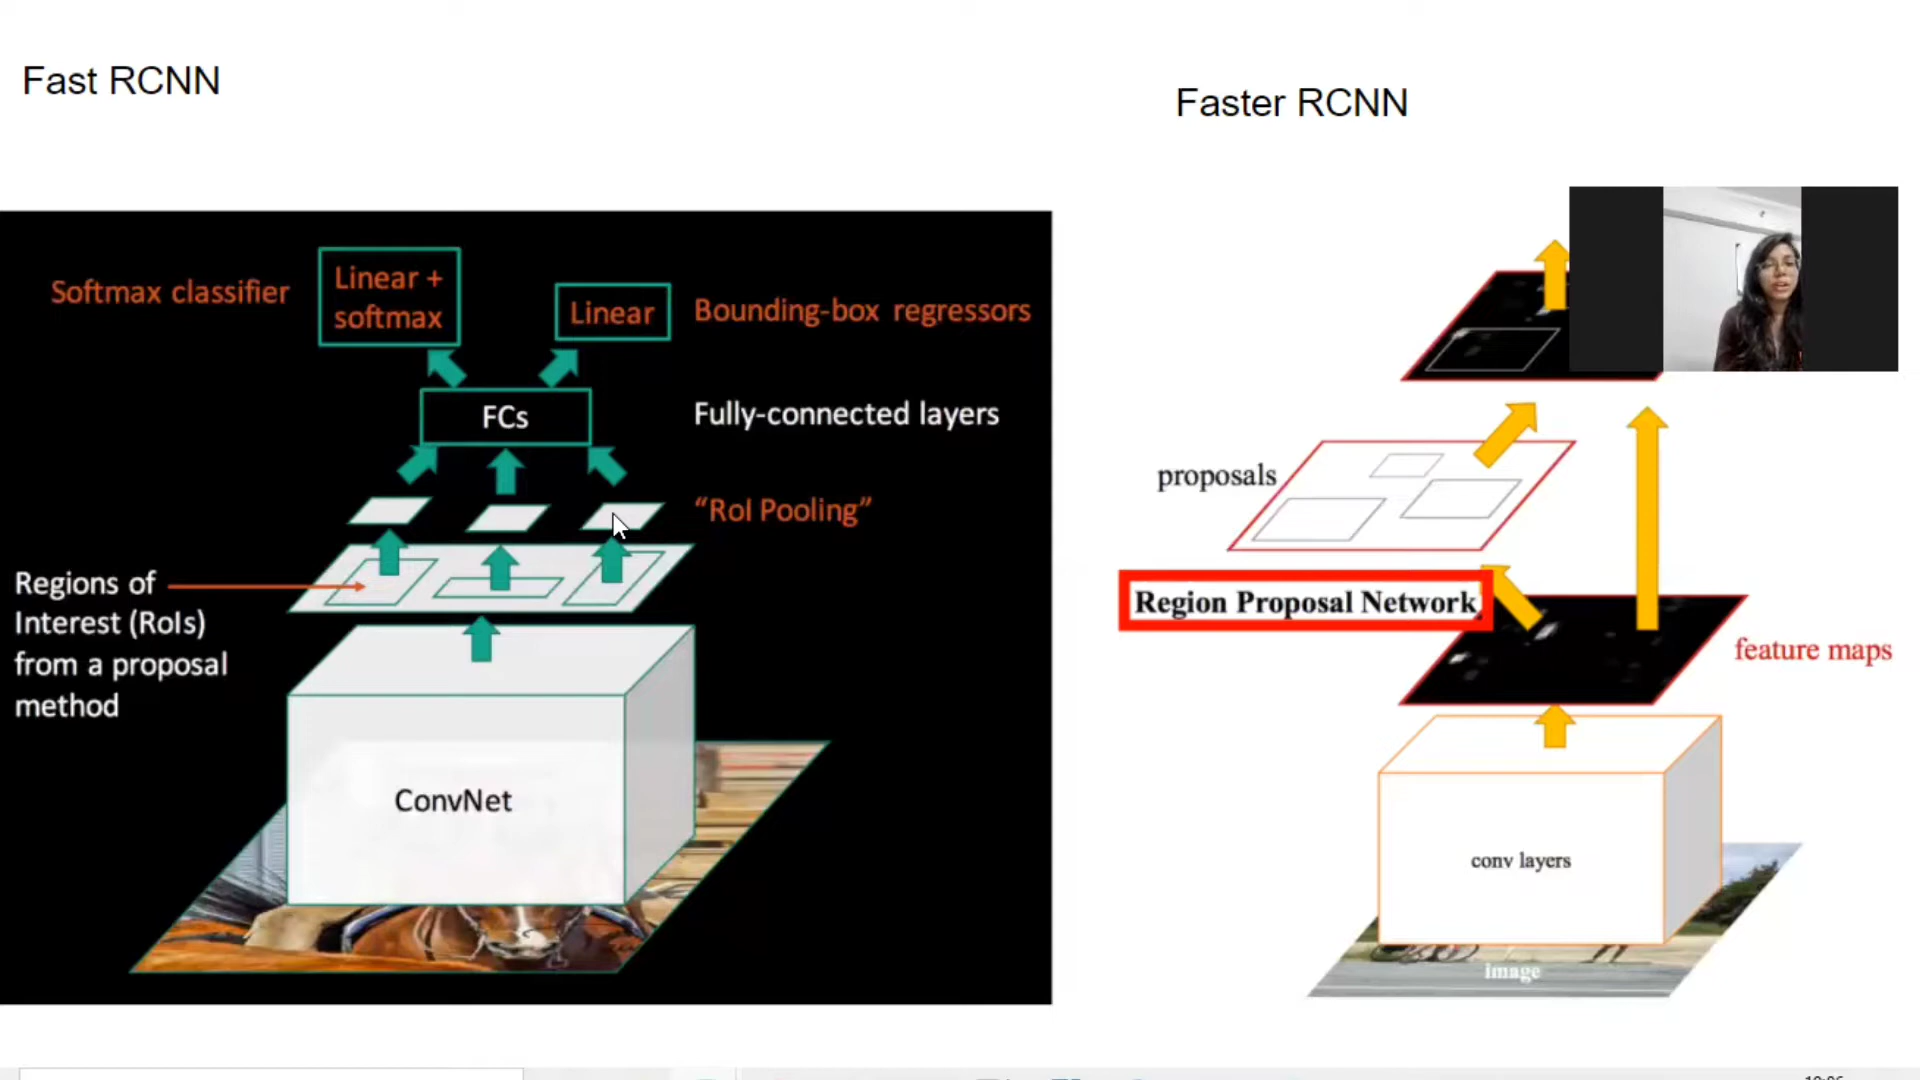 Fast RCNN
Faster RCNN
Softmax classifier
Linear +
softmax
Linear
Bounding-box regressors
FCs
Fully-connected layers
“RoI Pooling”
Regions of
Interest (RoIs)
from a proposal
method
ConvNet
proposals
Region Proposal Network
feature maps
conv layers
image